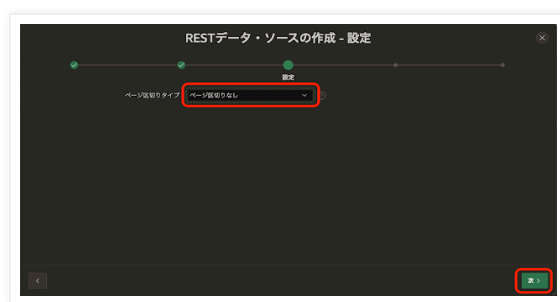 RESTデータ・ソースの作成 - 設定
設定
ページ区切りタイプ
ページ区切りなし
次 >